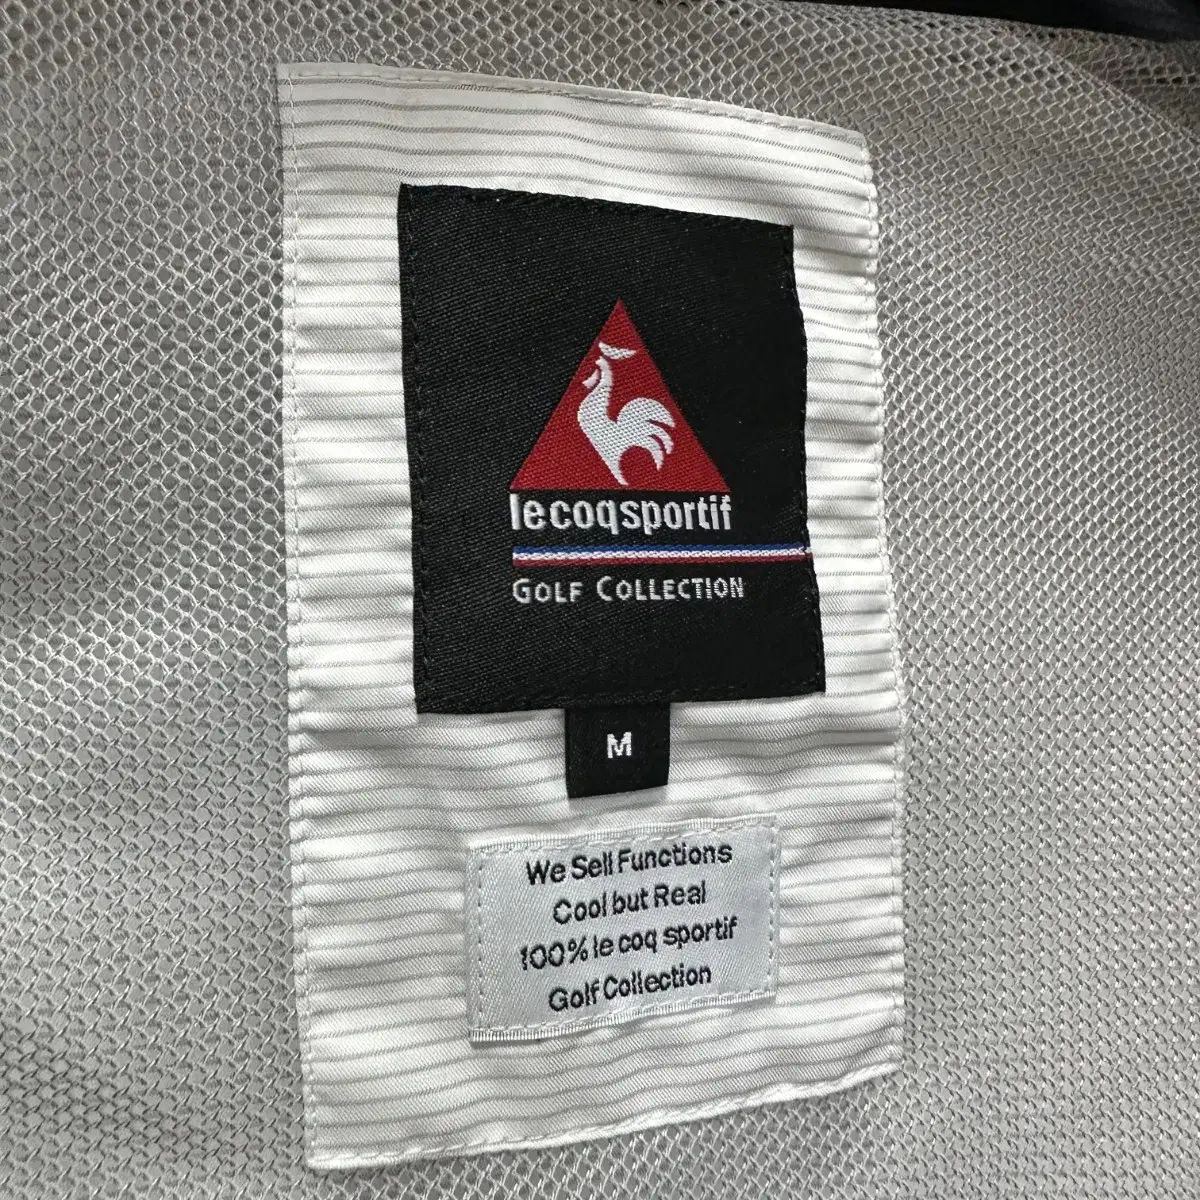 lecoqsportif
GOLF COLLECTION
M
We Sell Functions
Cool but Real
100% le coq sportif
Golf Collection